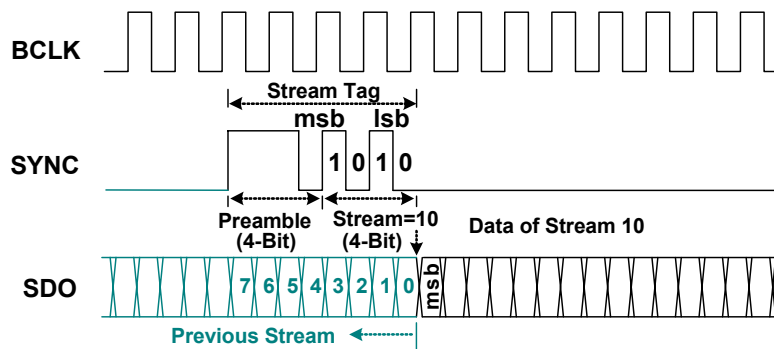 BCLK
Stream Tag
msb lsb
SYNC
1 0 1 0
Preamble
(4-Bit)
Stream=10
(4-Bit)
Data of Stream 10
SDO
7 6 5 4 3 2 1 0 msb
Previous Stream